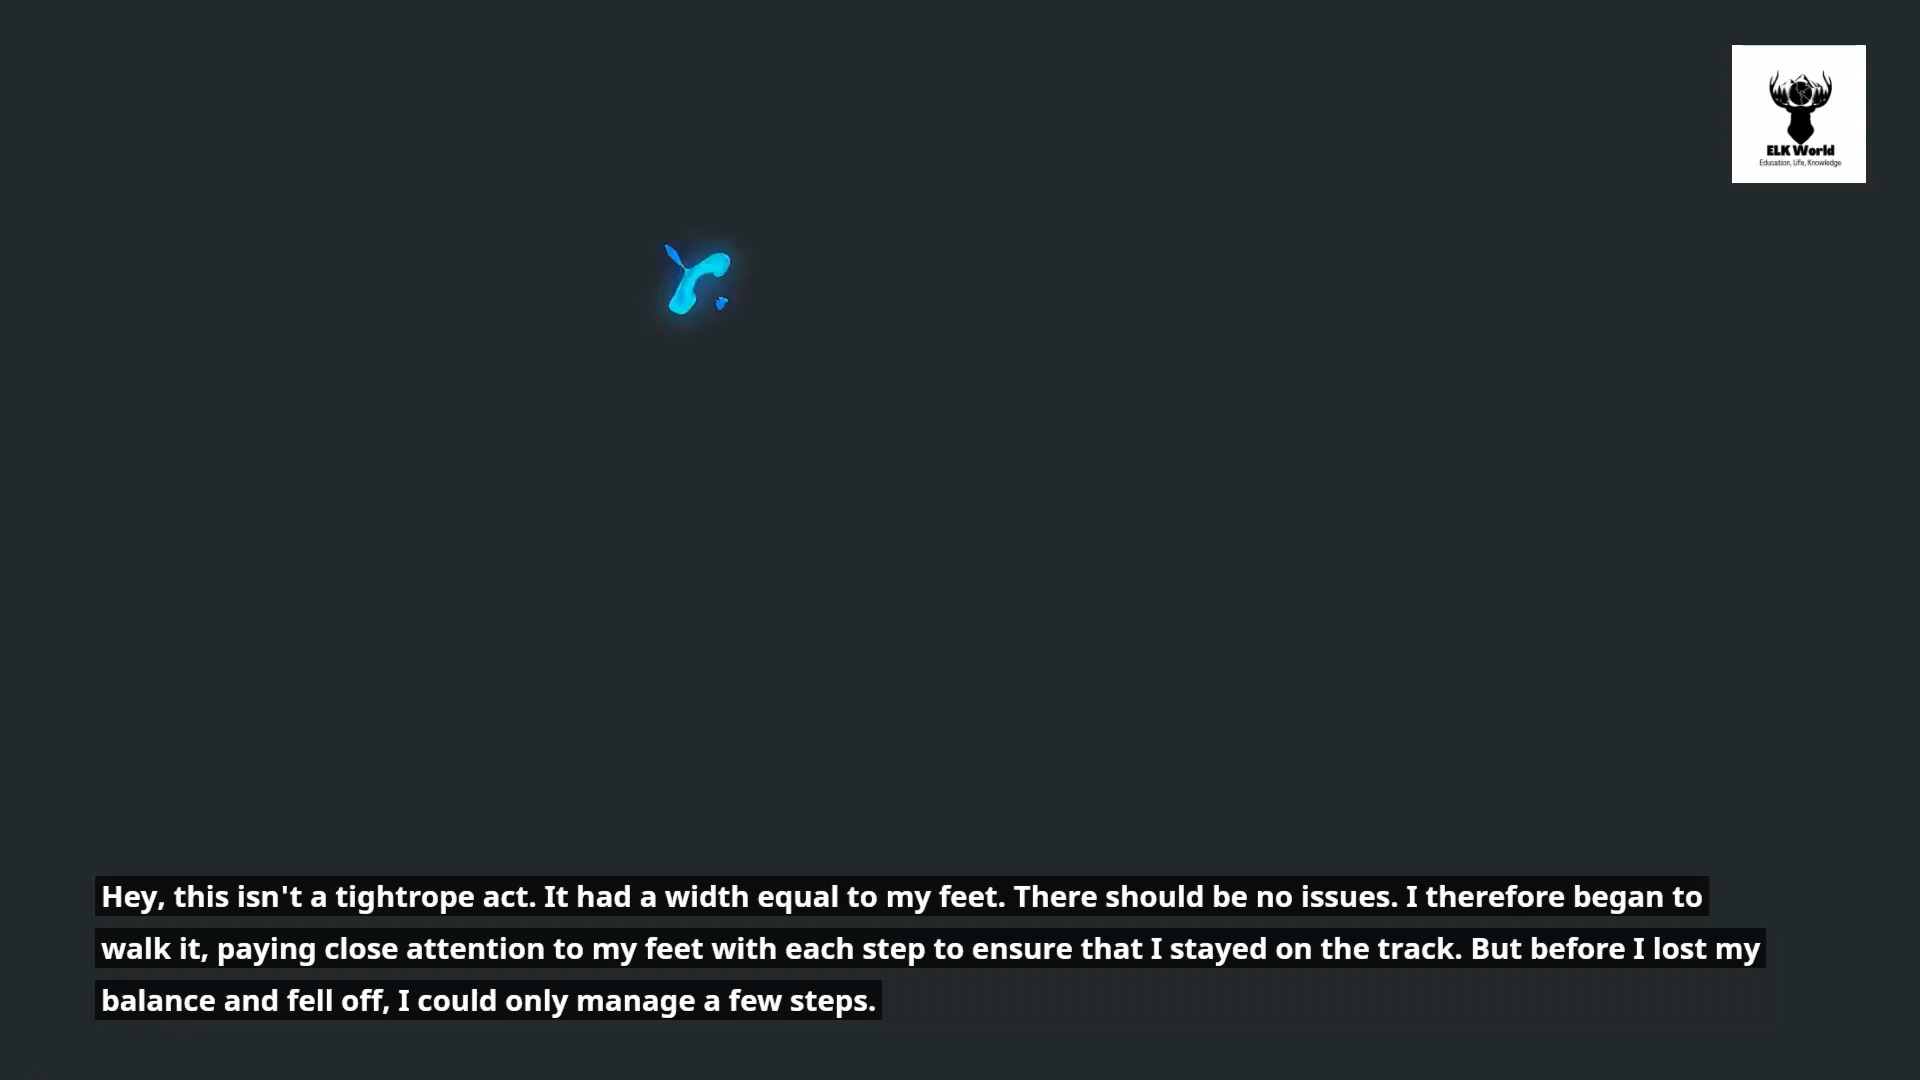 ELK World
Education, Life, Knowledge
Hey, this isn't a tightrope act. It had a width equal to my feet. There should be no issues. I therefore began to
walk it, paying close attention to my feet with each step to ensure that I stayed on the track. But before I lost my
balance and fell off, I could only manage a few steps.